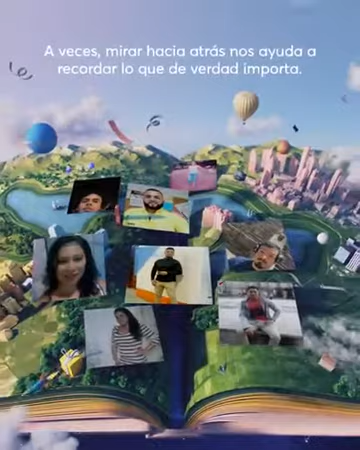 A veces, mirar hacia atrás nos ayuda a
recordar lo que de verdad importa.